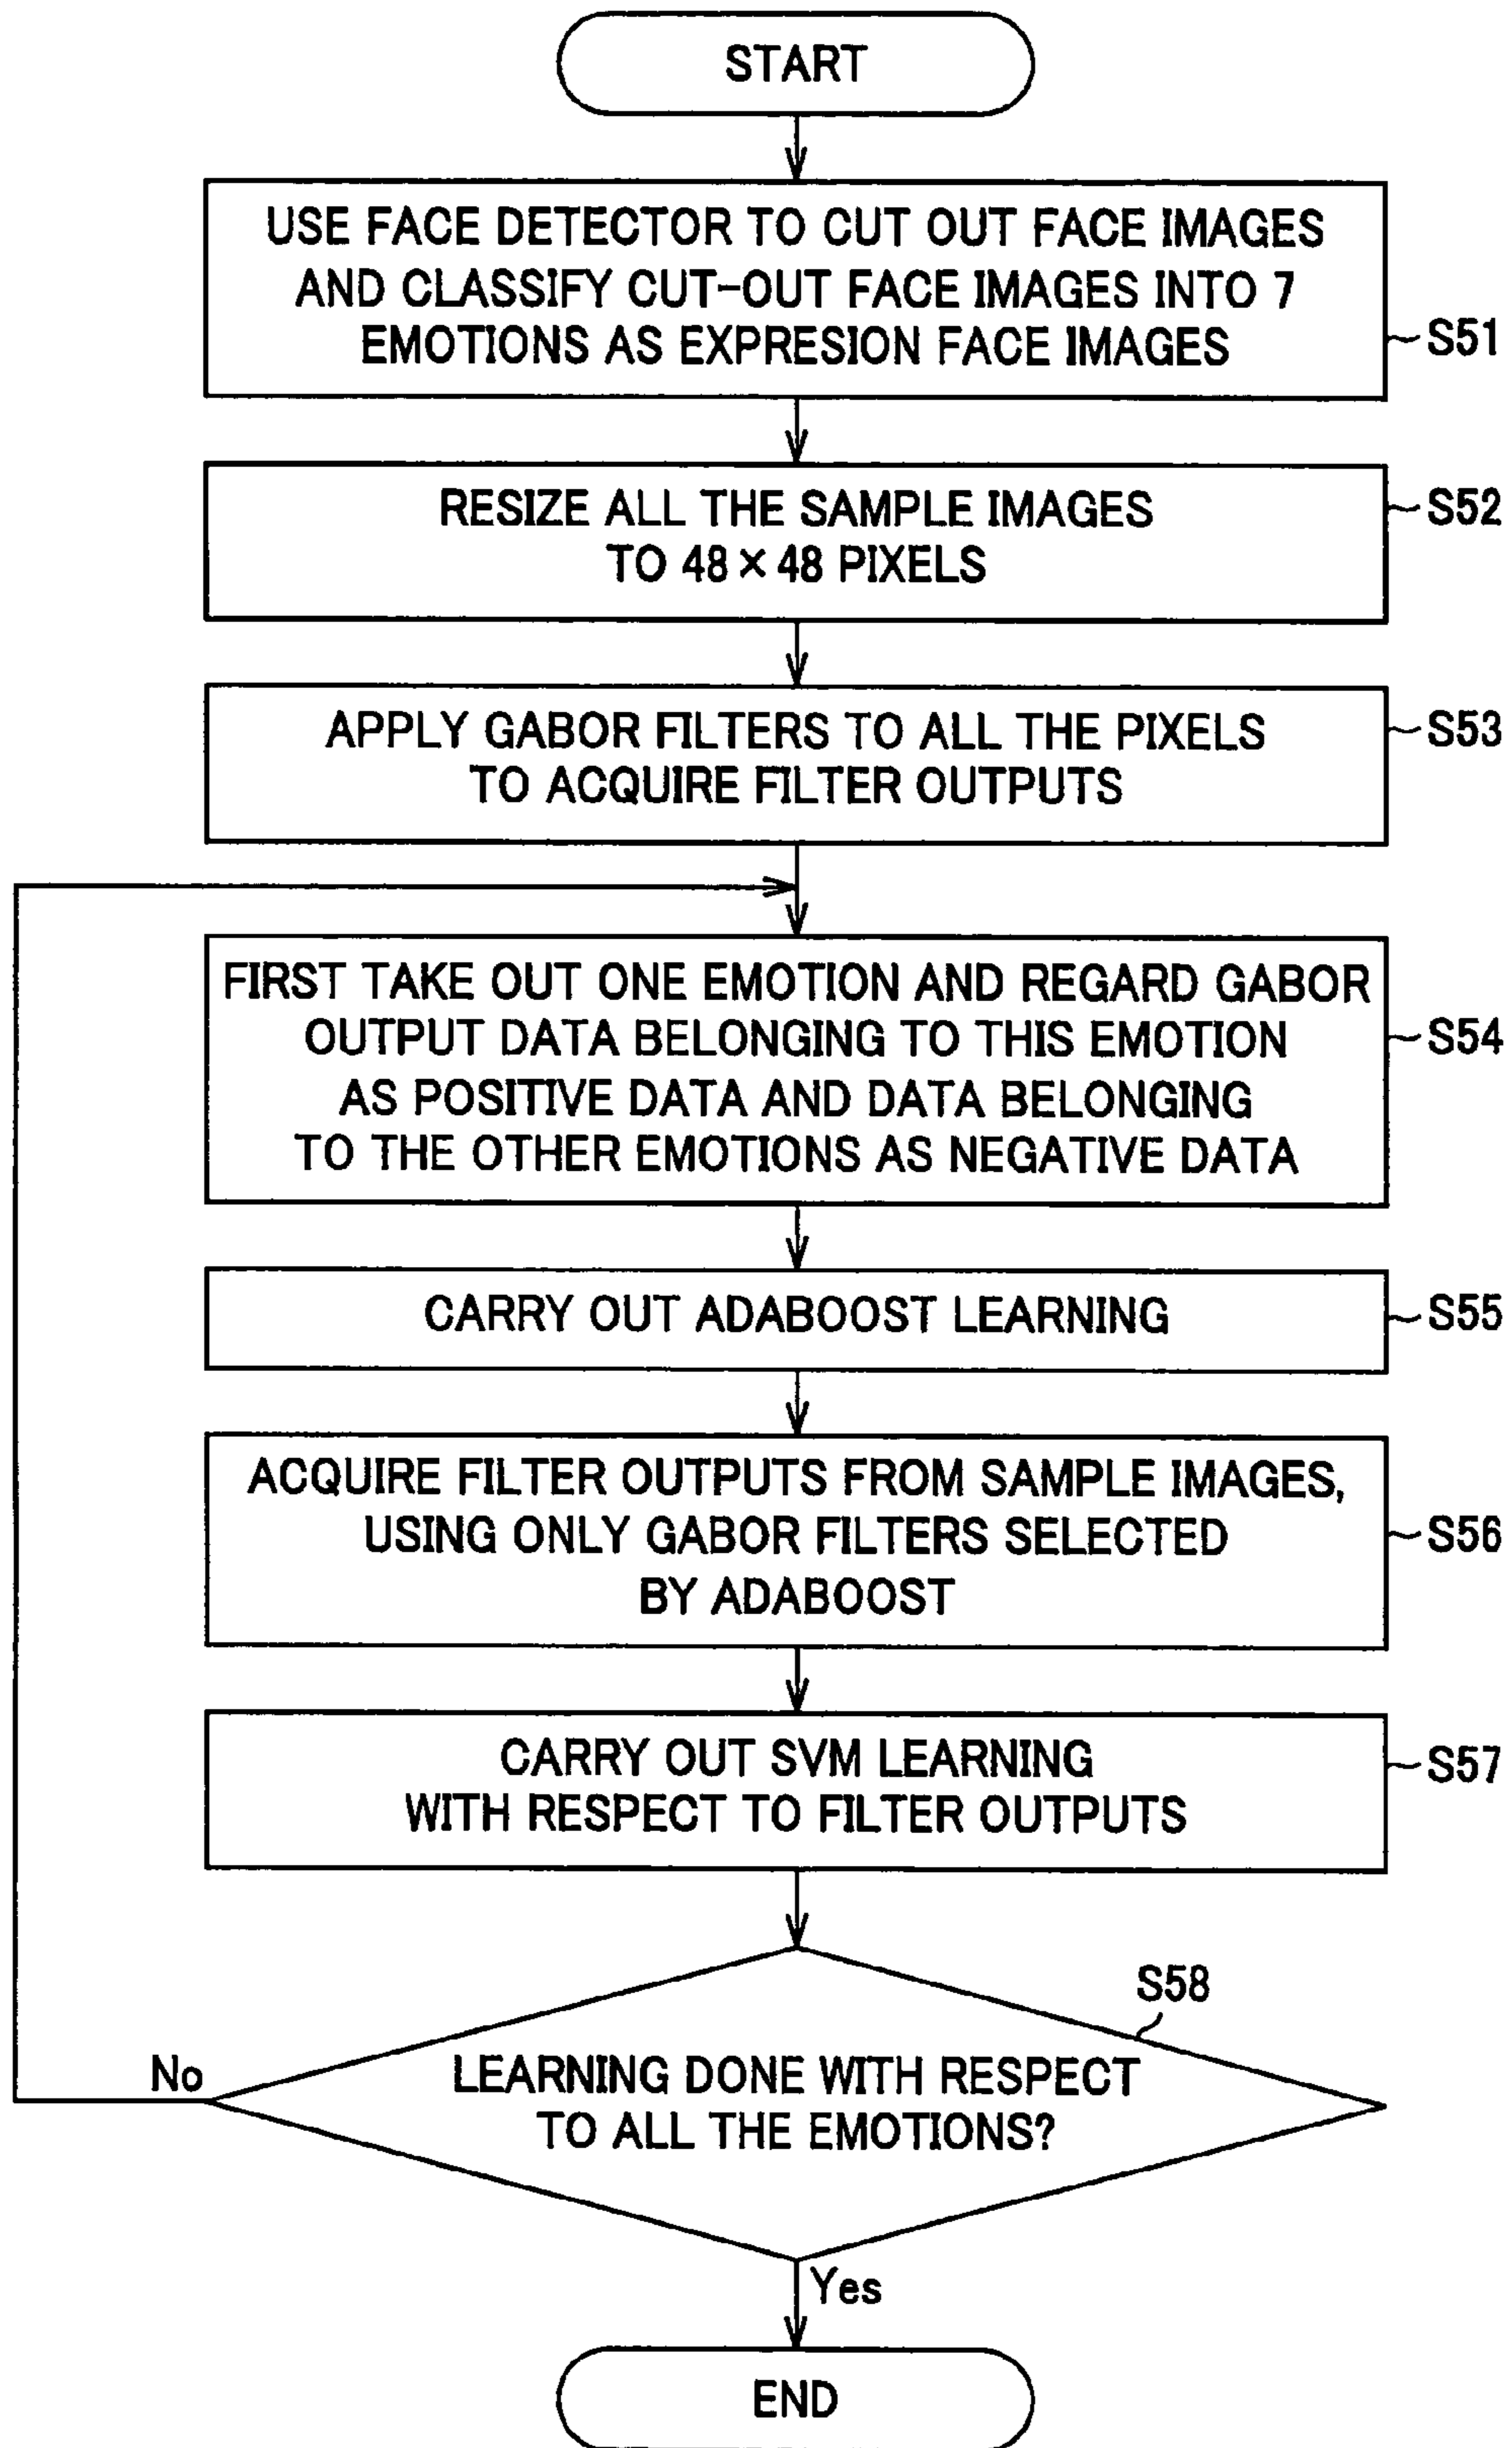 START
USE FACE DETECTOR TO CUT OUT FACE IMAGES
AND CLASSIFY CUT-OUT FACE IMAGES INTO 7
EMOTIONS AS EXPRESION FACE IMAGES
S51
RESIZE ALL THE SAMPLE IMAGES
TO 48 × 48 PIXELS
S52
APPLY GABOR FILTERS TO ALL THE PIXELS
TO ACQUIRE FILTER OUTPUTS
S53
FIRST TAKE OUT ONE EMOTION AND REGARD GABOR
OUTPUT DATA BELONGING TO THIS EMOTION
AS POSITIVE DATA AND DATA BELONGING
TO THE OTHER EMOTIONS AS NEGATIVE DATA
S54
CARRY OUT ADABOOST LEARNING
S55
ACQUIRE FILTER OUTPUTS FROM SAMPLE IMAGES,
USING ONLY GABOR FILTERS SELECTED
BY ADABOOST
S56
CARRY OUT SVM LEARNING
WITH RESPECT TO FILTER OUTPUTS
S57
S58
LEARNING DONE WITH RESPECT
TO ALL THE EMOTIONS?
No
Yes
END